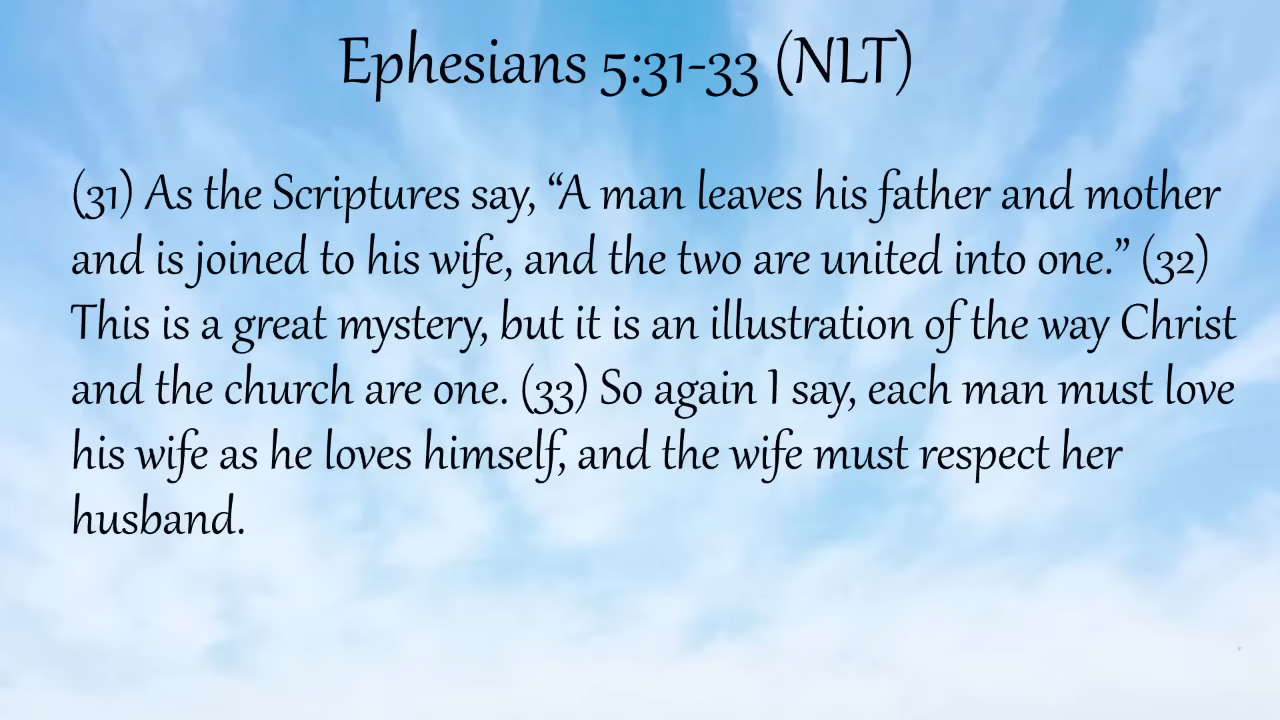 Ephesians 5:31-33 (NLT)
(31) As the Scriptures say, “A man leaves his father and mother
and is joined to his wife, and the two are united into one.” (32)
This is a great mystery, but it is an illustration of the way Christ
and the church are one. (33) So again I say, each man must love
his wife as he loves himself, and the wife must respect her
husband.